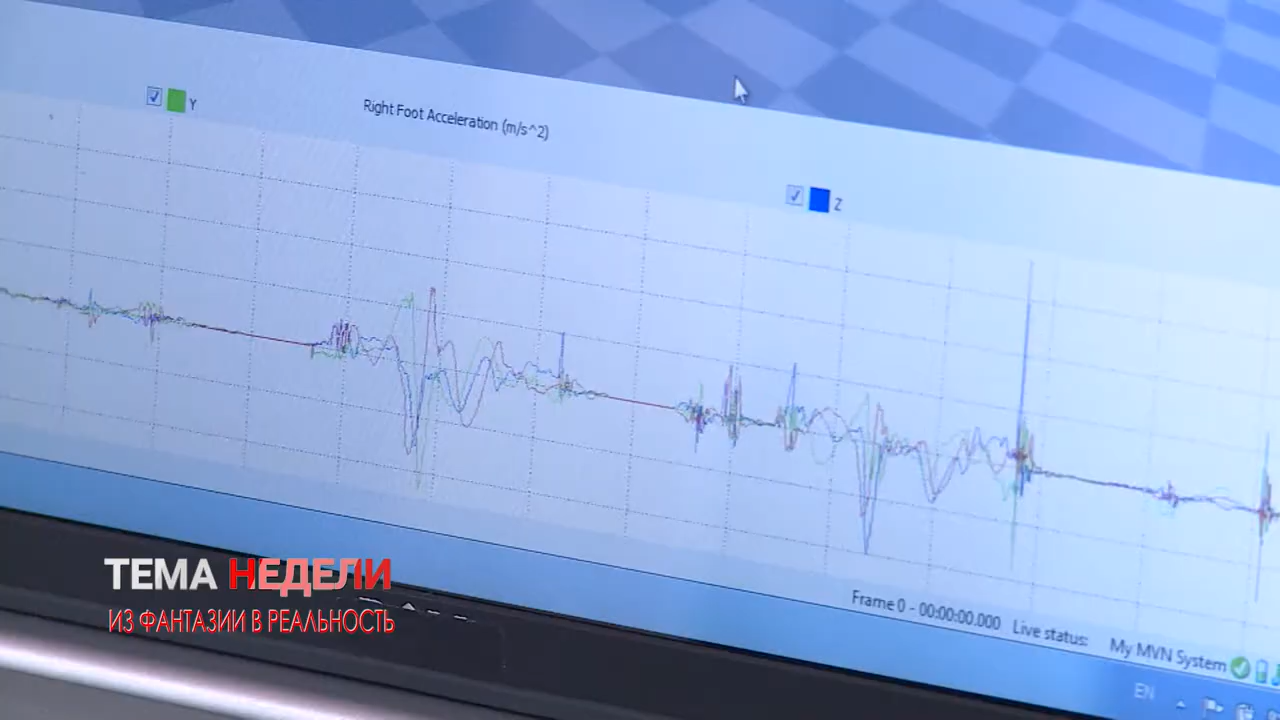 Y
Right Foot Acceleration (m/s^2)
Z
Frame 0 - 00:00:00.000
Live status:
My MVN System
EN
ТЕМА НЕДЕЛИ
ИЗ ФАНТАЗИИ В РЕАЛЬНОСТЬ